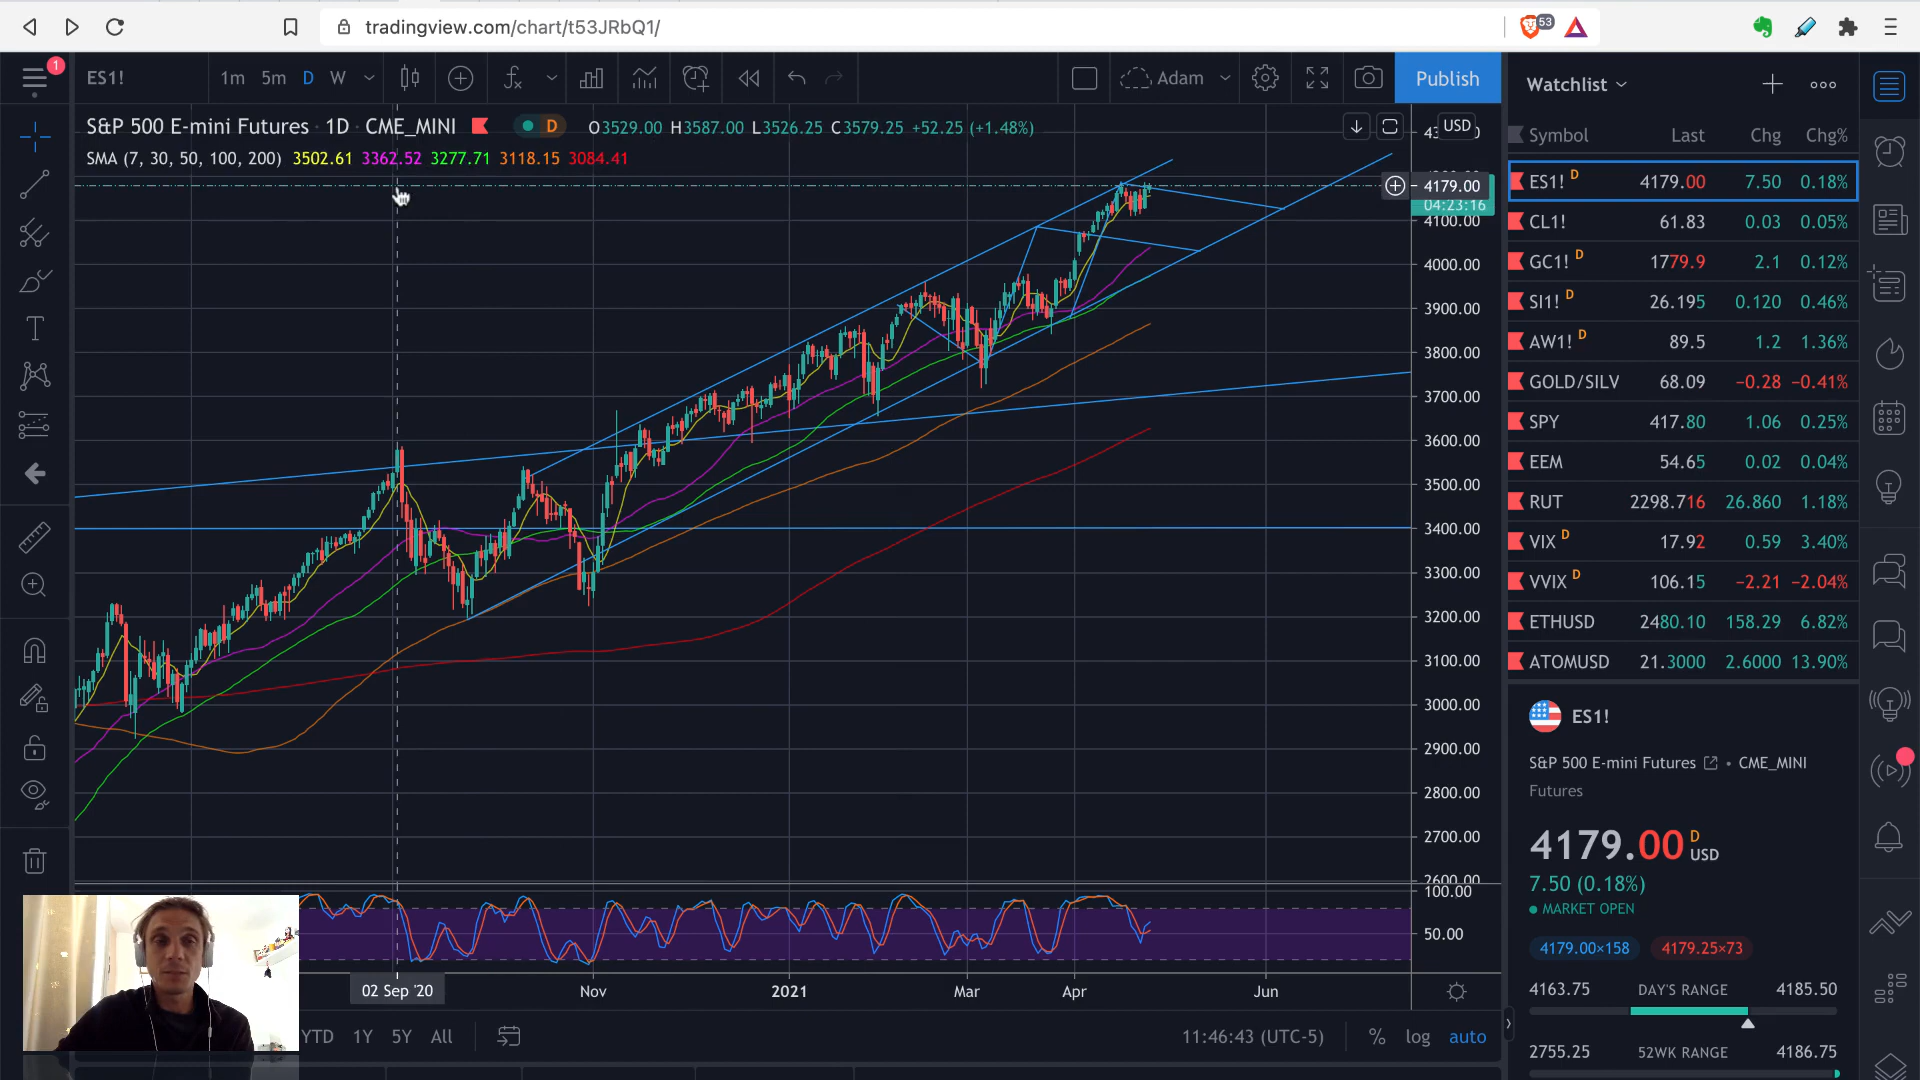 tradingview.com/chart/t53JRbQ1/
53
1
ES1!
1m 5m D W
Adam
Publish
S&P 500 E-mini Futures · 1D · CME_MINI
D
O3529.00 H3587.00 L3526.25 C3579.25 +52.25 (+1.48%)
SMA (7, 30, 50, 100, 200) 3502.61 3362.52 3277.71 3118.15 3084.41
USD
4179.00
04:23:16
4100.00
4000.00
3900.00
3800.00
3700.00
3600.00
3500.00
3400.00
3300.00
3200.00
3100.00
3000.00
2900.00
2800.00
2700.00
2600.00
100.00
50.00
02 Sep '20
Nov
2021
Mar
Apr
Jun
YTD 1Y 5Y All
11:46:43 (UTC-5)
% log auto
Watchlist
Symbol Last Chg Chg%
ES1! D 4179.00 7.50 0.18%
CL1! 61.83 0.03 0.05%
GC1! D 1779.9 2.1 0.12%
SI1! D 26.195 0.120 0.46%
AW1! D 89.5 1.2 1.36%
GOLD/SILV 68.09 −0.28 −0.41%
SPY 417.80 1.06 0.25%
EEM 54.65 0.02 0.04%
RUT 2298.716 26.860 1.18%
VIX D 17.92 0.59 3.40%
VVIX D 106.15 −2.21 −2.04%
ETHUSD 2480.10 158.29 6.82%
ATOMUSD 21.3000 2.6000 13.90%
ES1!
S&P 500 E-mini Futures • CME_MINI
Futures
4179.00 D USD
7.50 (0.18%)
MARKET OPEN
4179.00×158 4179.25×73
4163.75 DAY'S RANGE 4185.50
2755.25 52WK RANGE 4186.75